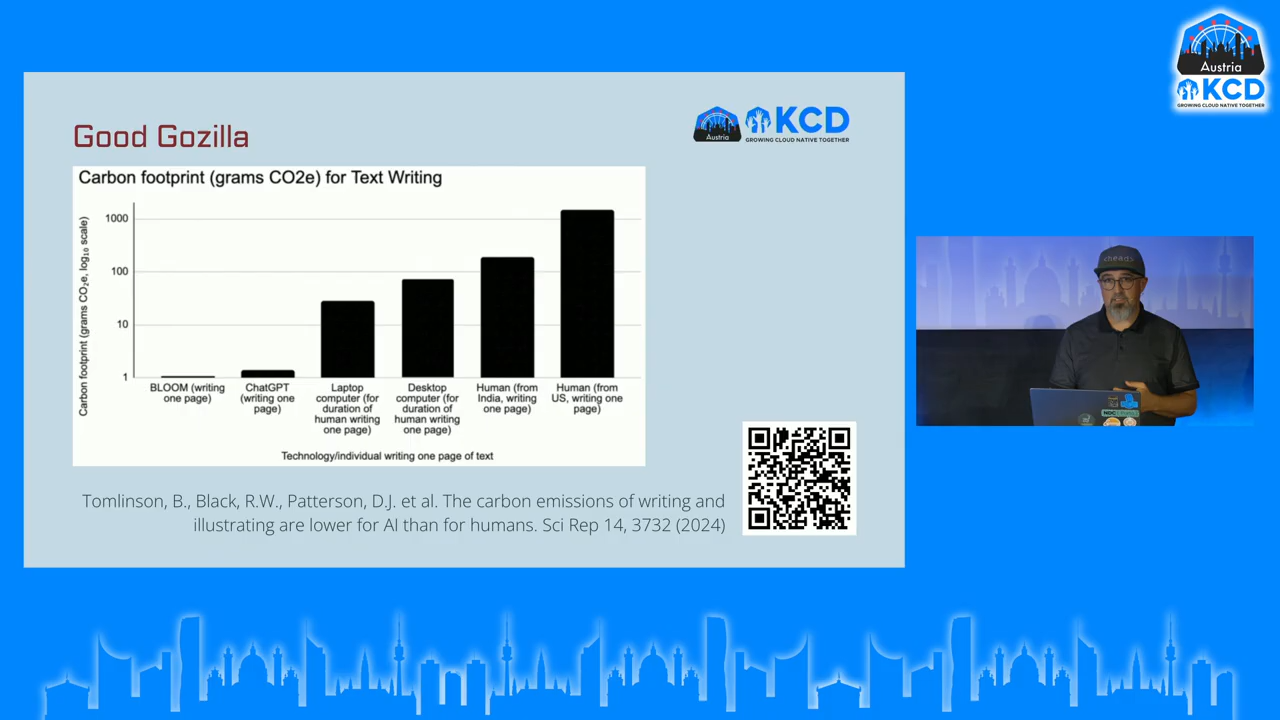 Austria
KCD
GROWING CLOUD NATIVE TOGETHER
Good Gozilla
Austria
KCD
GROWING CLOUD NATIVE TOGETHER
Carbon footprint (grams CO2e) for Text Writing
Carbon footprint (grams CO₂e, log₁₀ scale)
1000
100
10
1
BLOOM (writing
one page)
ChatGPT
(writing one
page)
Laptop
computer (for
duration of
human writing
one page)
Desktop
computer (for
duration of
human writing
one page)
Human (from
India, writing
one page)
Human (from
US, writing one
page)
Technology/individual writing one page of text
Tomlinson, B., Black, R.W., Patterson, D.J. et al. The carbon emissions of writing and
illustrating are lower for AI than for humans. Sci Rep 14, 3732 (2024)